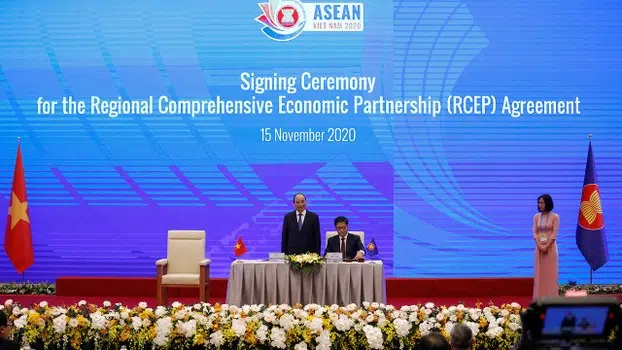 ASEAN
VIET NAM 2020
Signing Ceremony
for the Regional Comprehensive Economic Partnership (RCEP) Agreement
15 November 2020